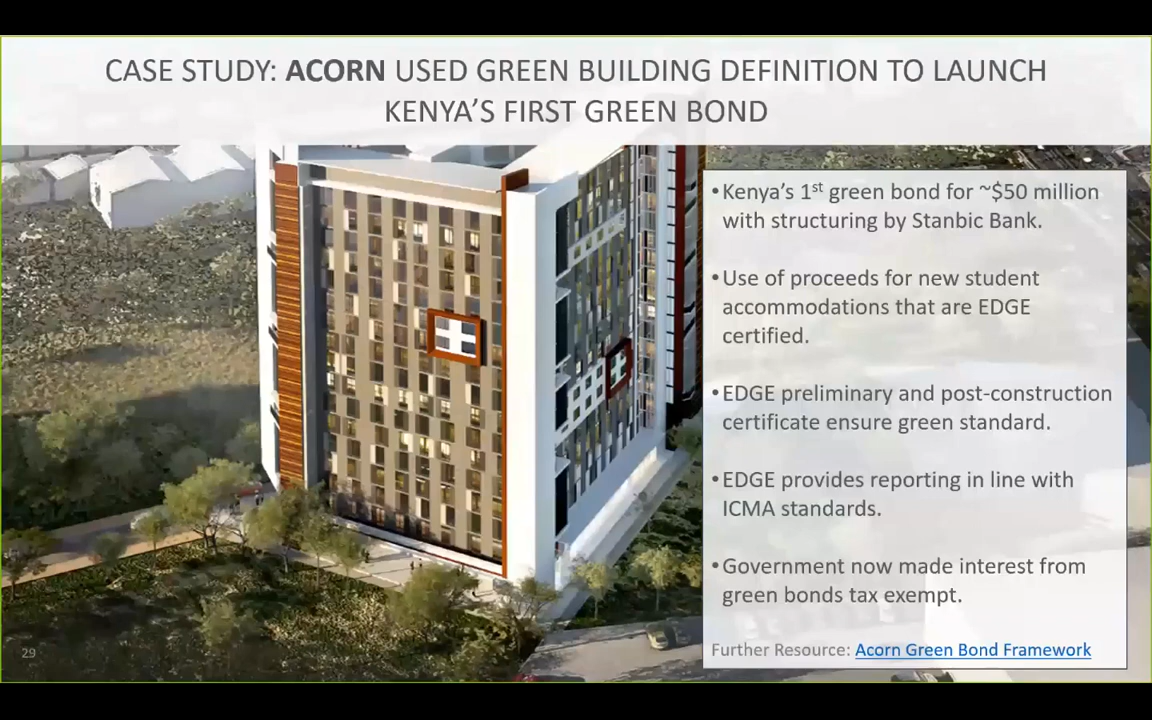 CASE STUDY: ACORN USED GREEN BUILDING DEFINITION TO LAUNCH
KENYA'S FIRST GREEN BOND
•Kenya's 1st green bond for ~$50 million
with structuring by Stanbic Bank.
•Use of proceeds for new student
accommodations that are EDGE
certified.
•EDGE preliminary and post-construction
certificate ensure green standard.
•EDGE provides reporting in line with
ICMA standards.
•Government now made interest from
green bonds tax exempt.
Further Resource: Acorn Green Bond Framework
29